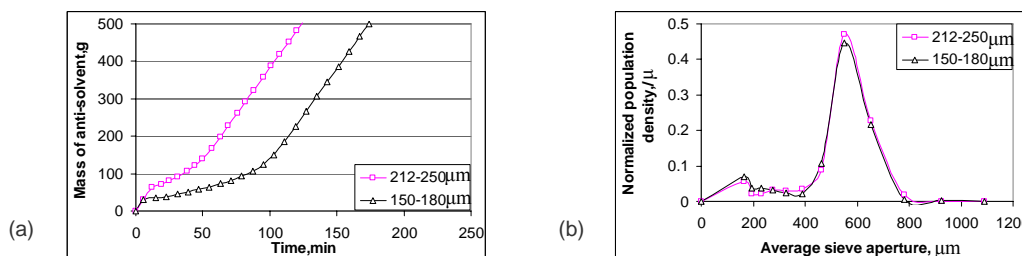 (a)
Mass of anti-solvent,g
500
400
300
200
100
0
0 50 100 150 200 250
Time,min
212-250μm
150-180μm
(b)
Normalized population
density,/μ
0.5
0.4
0.3
0.2
0.1
0
0 200 400 600 800 1000 1200
Average sieve aperture, μm
212-250μm
150-180μm